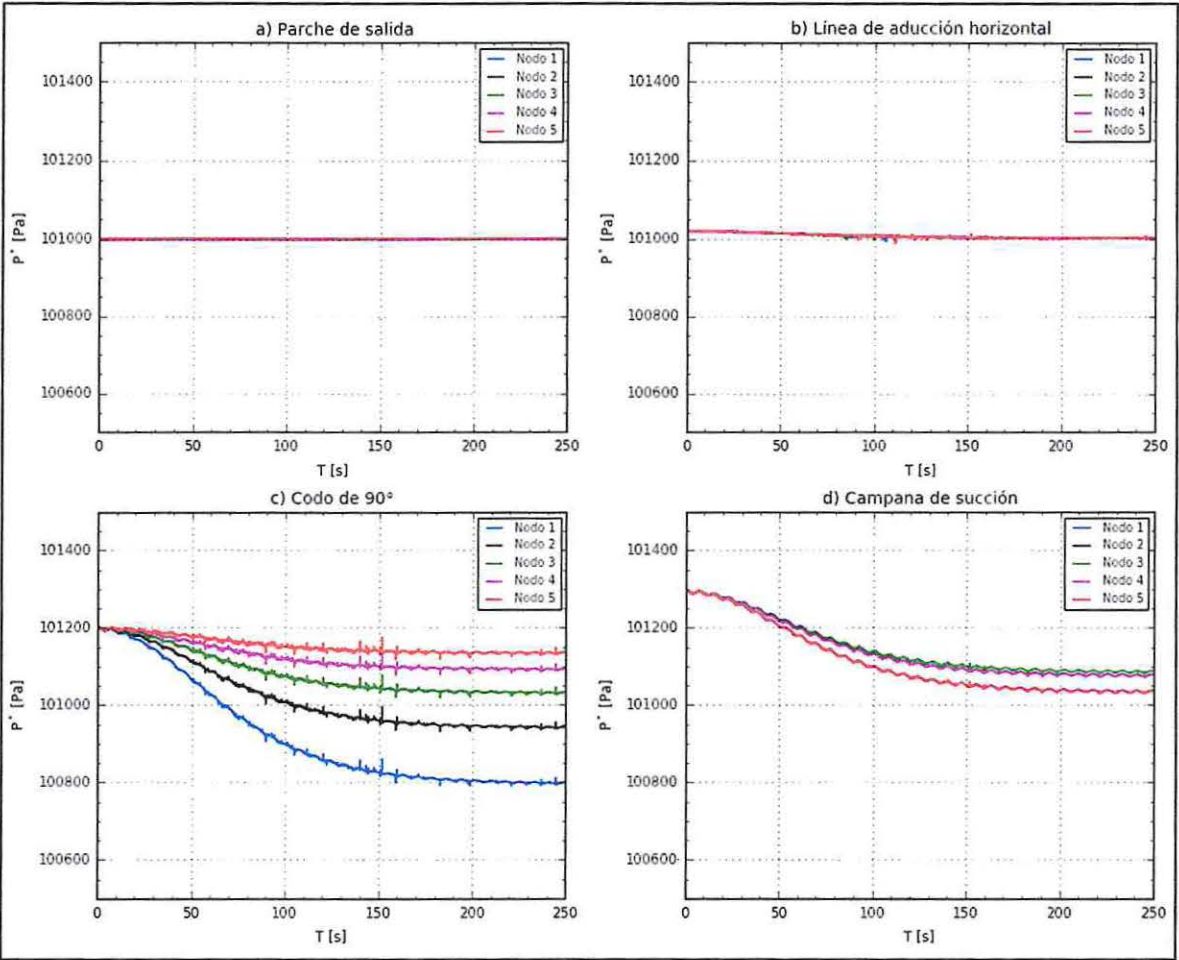 a) Parche de salida
Nodo 1
Nodo 2
Nodo 3
Nodo 4
Nodo 5
101400
101200
101000
100800
100600
P* [Pa]
0 50 100 150 200 250
T [s]
b) Línea de aducción horizontal
Nodo 1
Nodo 2
Nodo 3
Nodo 4
Nodo 5
101400
101200
101000
100800
100600
P* [Pa]
0 50 100 150 200 250
T [s]
c) Codo de 90°
Nodo 1
Nodo 2
Nodo 3
Nodo 4
Nodo 5
101400
101200
101000
100800
100600
P* [Pa]
0 50 100 150 200 250
T [s]
d) Campana de succión
Nodo 1
Nodo 2
Nodo 3
Nodo 4
Nodo 5
101400
101200
101000
100800
100600
P* [Pa]
0 50 100 150 200 250
T [s]